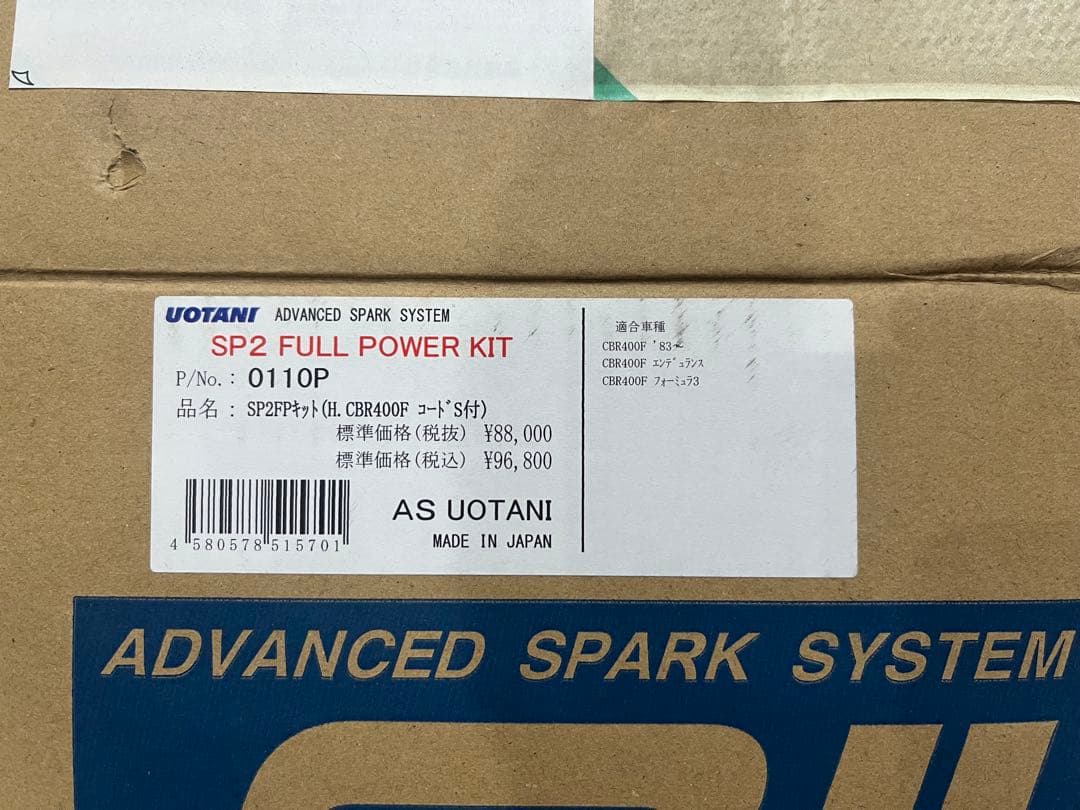 UOTANI ADVANCED SPARK SYSTEM
SP2 FULL POWER KIT
P/No.: 0110P
品名 : SP2FPｷｯﾄ(H.CBR400F ｺｰﾄﾞS付)
標準価格(税抜) ¥88,000
標準価格(税込) ¥96,800
4 580578 515701
AS UOTANI
MADE IN JAPAN
適合車種
CBR400F '83~
CBR400F ｴﾝﾃﾞｭﾗﾝｽ
CBR400F ﾌｫｰﾐｭﾗ3
ADVANCED SPARK SYSTEM